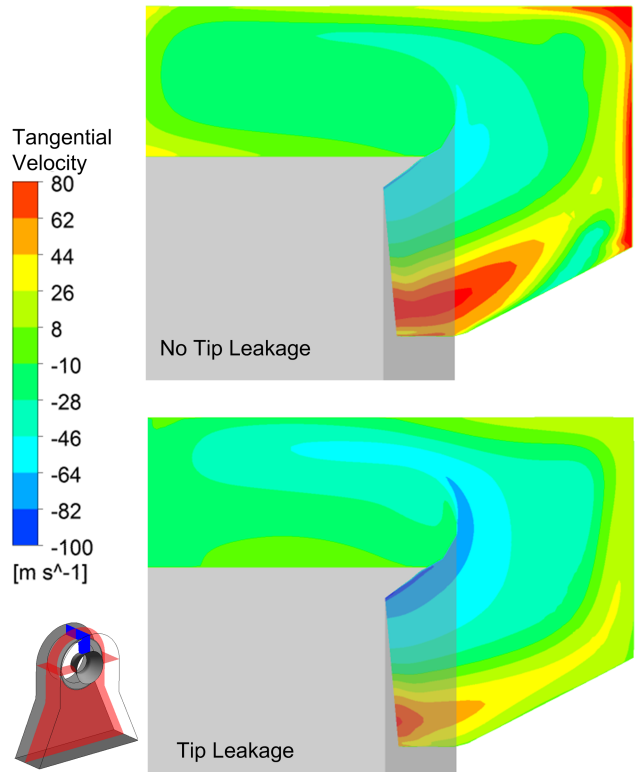 Tangential
Velocity
80
62
44
26
8
-10
-28
-46
-64
-82
-100
[m s^-1]
No Tip Leakage
Tip Leakage